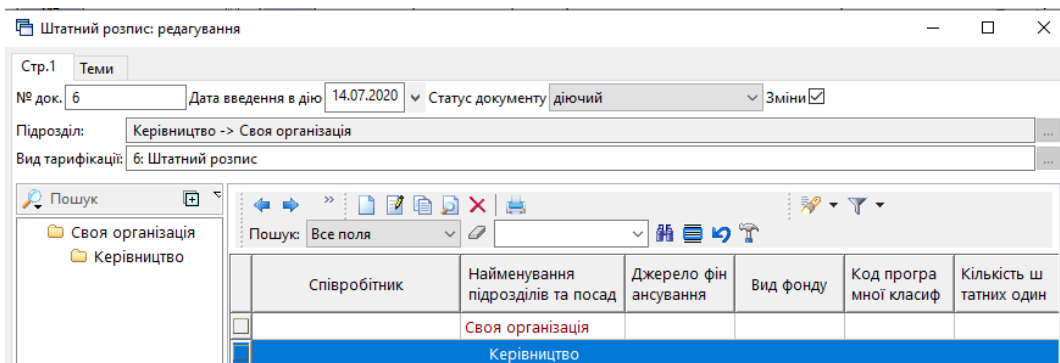 Штатний розпис: редагування
Стр.1 Теми
№ док. 6 Дата введення в дію 14.07.2020 Статус документу діючий Зміни
Підрозділ: Керівництво -> Своя організація ...
Вид тарифікації: 6: Штатний розпис ...
Пошук
Своя організація
Керівництво
Пошук: Все поля
Співробітник
Найменування
підрозділів та посад
Джерело фін
ансування
Вид фонду
Код програ
мної класиф
Кількість ш
татних один
Своя організація
Керівництво